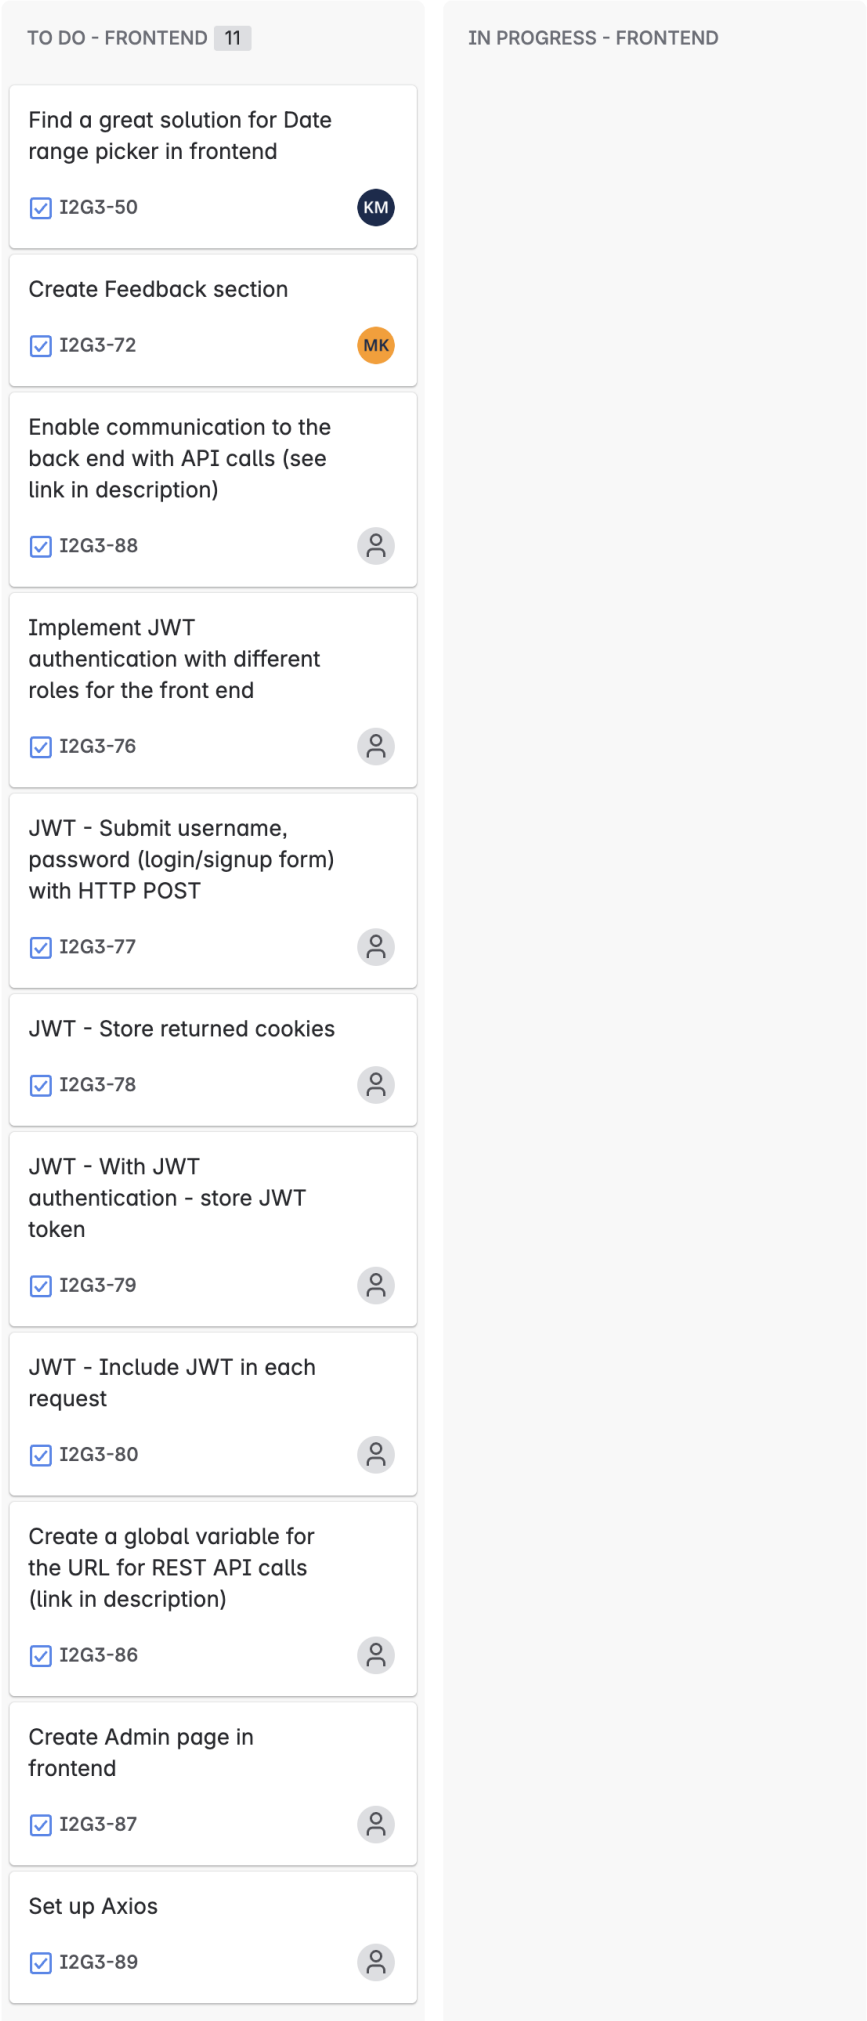 TO DO - FRONTEND 11
IN PROGRESS - FRONTEND
Find a great solution for Date
range picker in frontend
I2G3-50
KM
Create Feedback section
I2G3-72
MK
Enable communication to the
back end with API calls (see
link in description)
I2G3-88
Implement JWT
authentication with different
roles for the front end
I2G3-76
JWT - Submit username,
password (login/signup form)
with HTTP POST
I2G3-77
JWT - Store returned cookies
I2G3-78
JWT - With JWT
authentication - store JWT
token
I2G3-79
JWT - Include JWT in each
request
I2G3-80
Create a global variable for
the URL for REST API calls
(link in description)
I2G3-86
Create Admin page in
frontend
I2G3-87
Set up Axios
I2G3-89